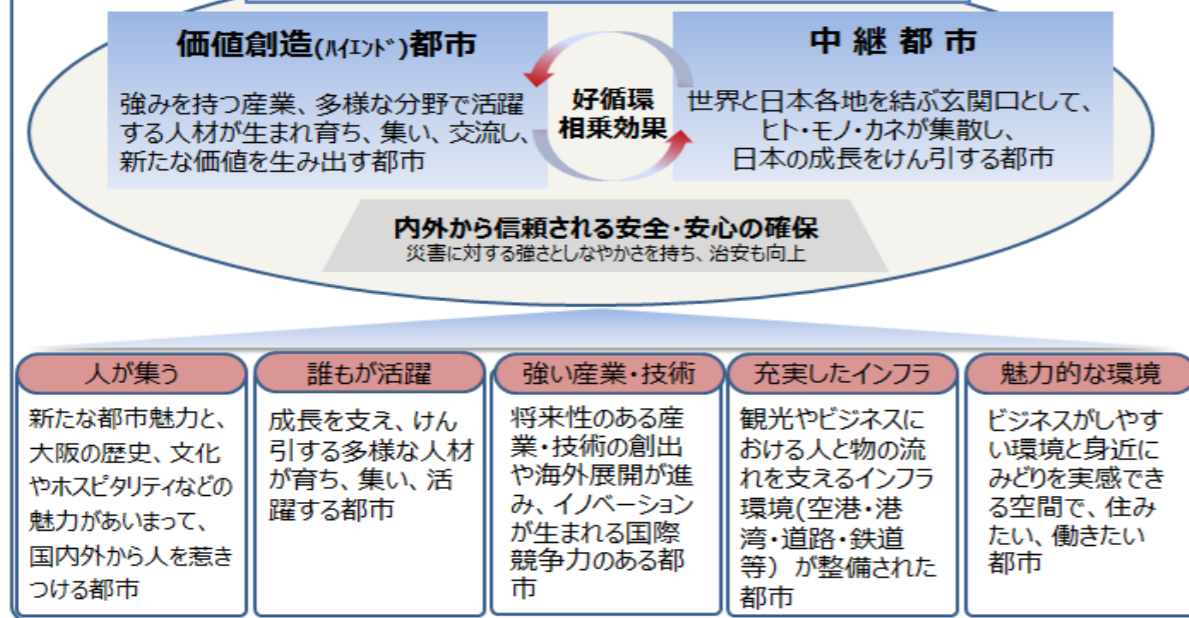 価値創造(ﾊｲｴﾝﾄﾞ)都市
強みを持つ産業、多様な分野で活躍
する人材が生まれ育ち、集い、交流し、
新たな価値を生み出す都市
好循環
相乗効果
中継都市
世界と日本各地を結ぶ玄関口として、
ヒト・モノ・カネが集散し、
日本の成長をけん引する都市
内外から信頼される安全・安心の確保
災害に対する強さとしなやかさを持ち、治安も向上
人が集う
新たな都市魅力と、
大阪の歴史、文化
やホスピタリティなどの
魅力があいまって、
国内外から人を惹き
つける都市
誰もが活躍
成長を支え、けん
引する多様な人材
が育ち、集い、活
躍する都市
強い産業・技術
将来性のある産
業・技術の創出
や海外展開が進
み、イノベーション
が生まれる国際
競争力のある都
市
充実したインフラ
観光やビジネスに
おける人と物の流
れを支えるインフラ
環境(空港・港
湾・道路・鉄道
等）が整備された
都市
魅力的な環境
ビジネスがしやす
い環境と身近に
みどりを実感でき
る空間で、住み
たい、働きたい
都市